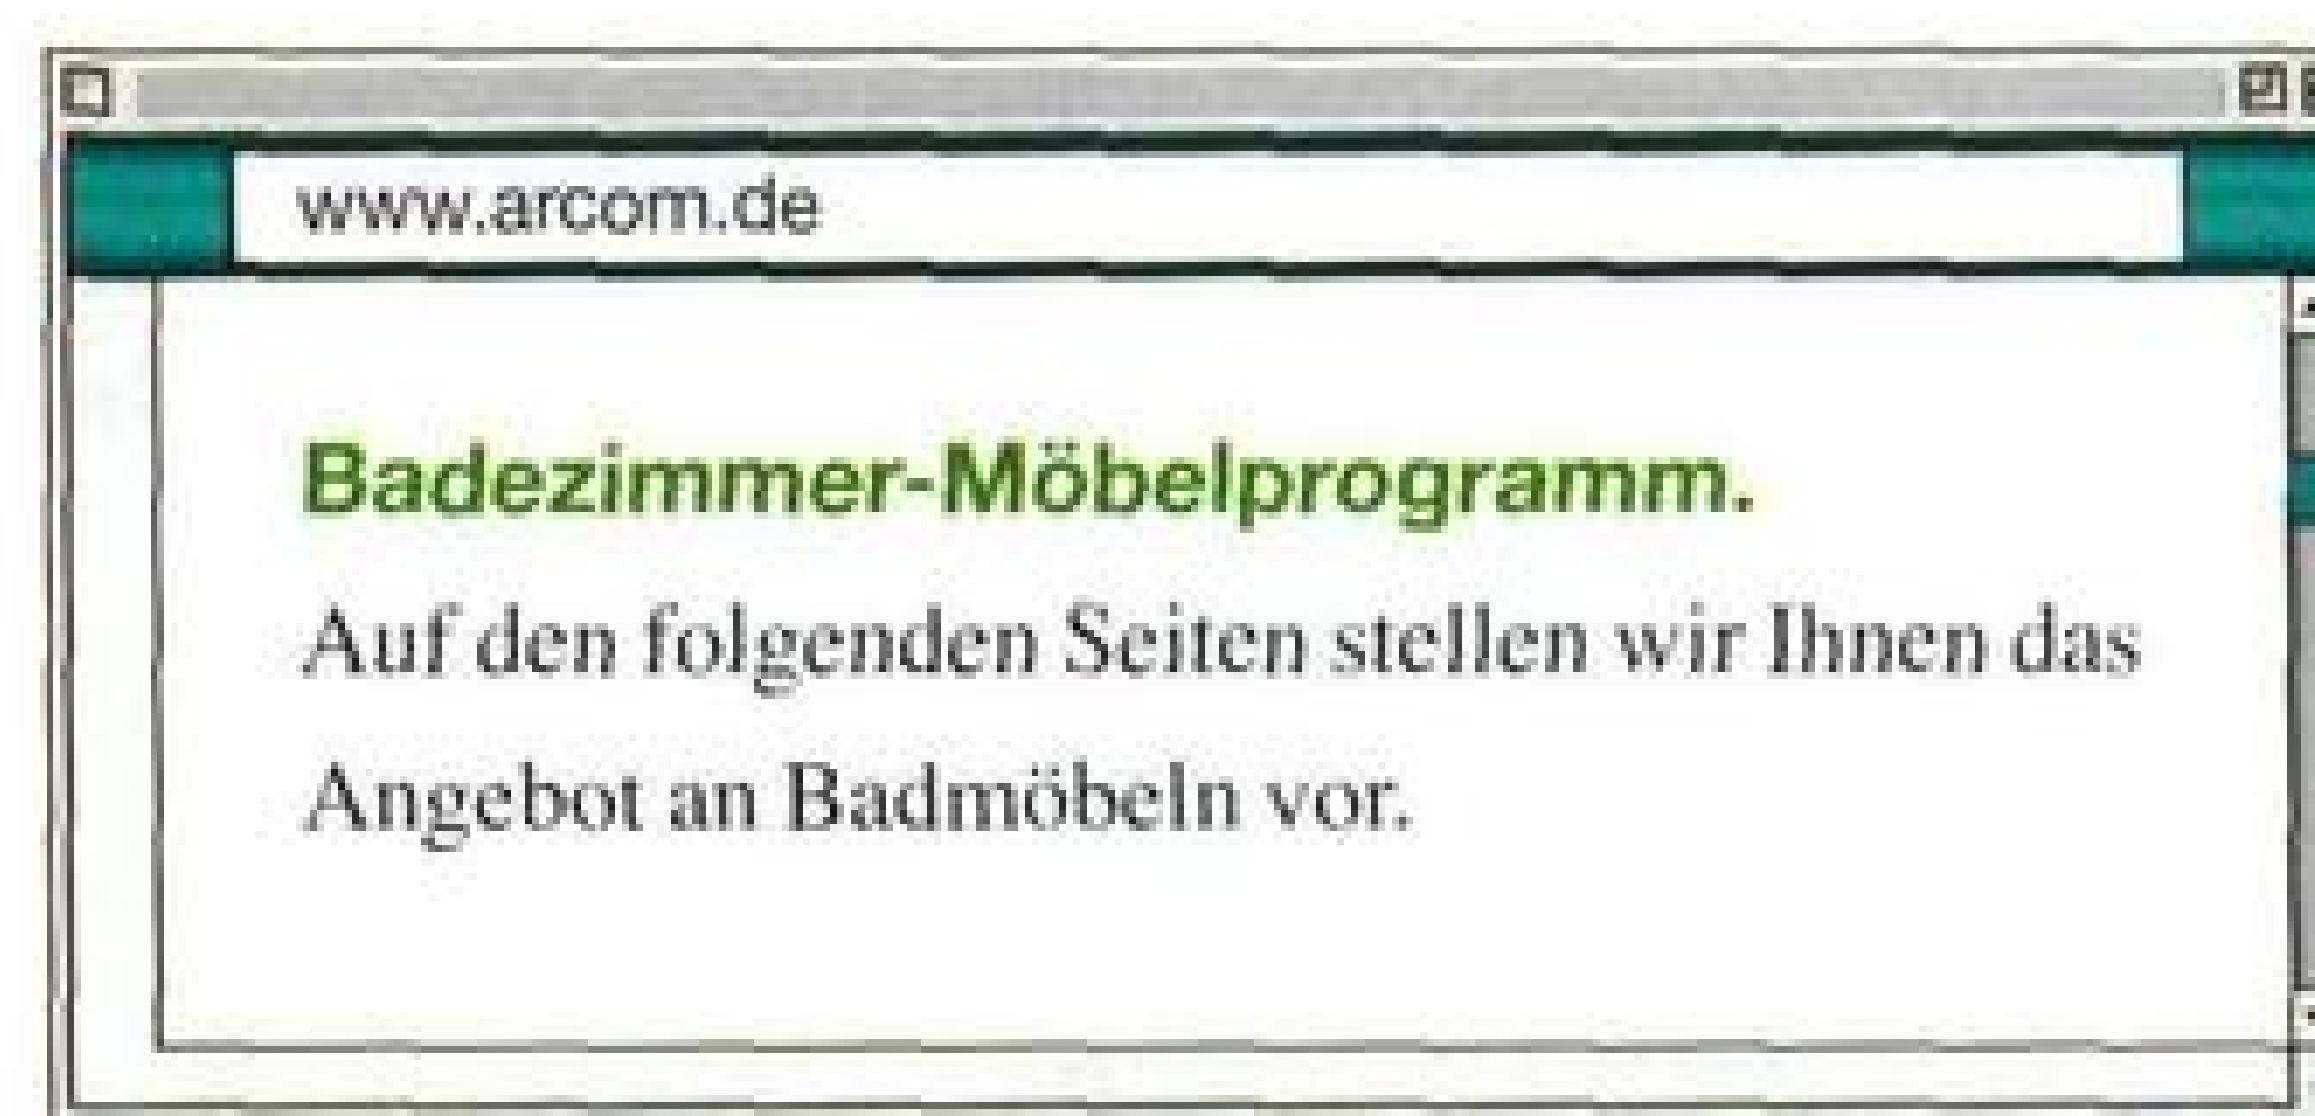 www.arcom.de
Badezimmer-Möbelprogramm.
Auf den folgenden Seiten stellen wir Ihnen das
Angebot an Badmöbeln vor.